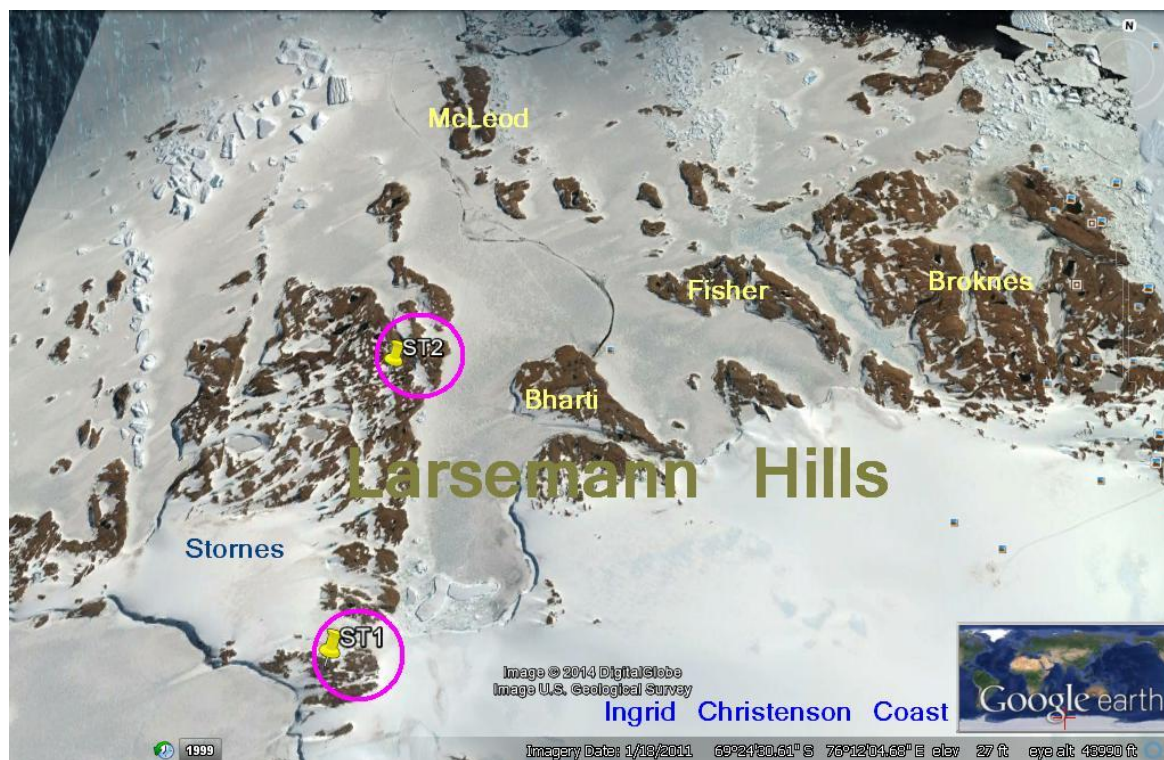 N
McLeod
Fisher
Broknes
ST2
Bharti
Larsemann Hills
Stornes
ST1
Image © 2014 DigitalGlobe
Image U.S. Geological Survey
Ingrid Christenson Coast
Google earth
1999
Imagery Date: 1/18/2011 69°24'30.61" S 76°12'04.68" E elev 27 ft eye alt 43990 ft